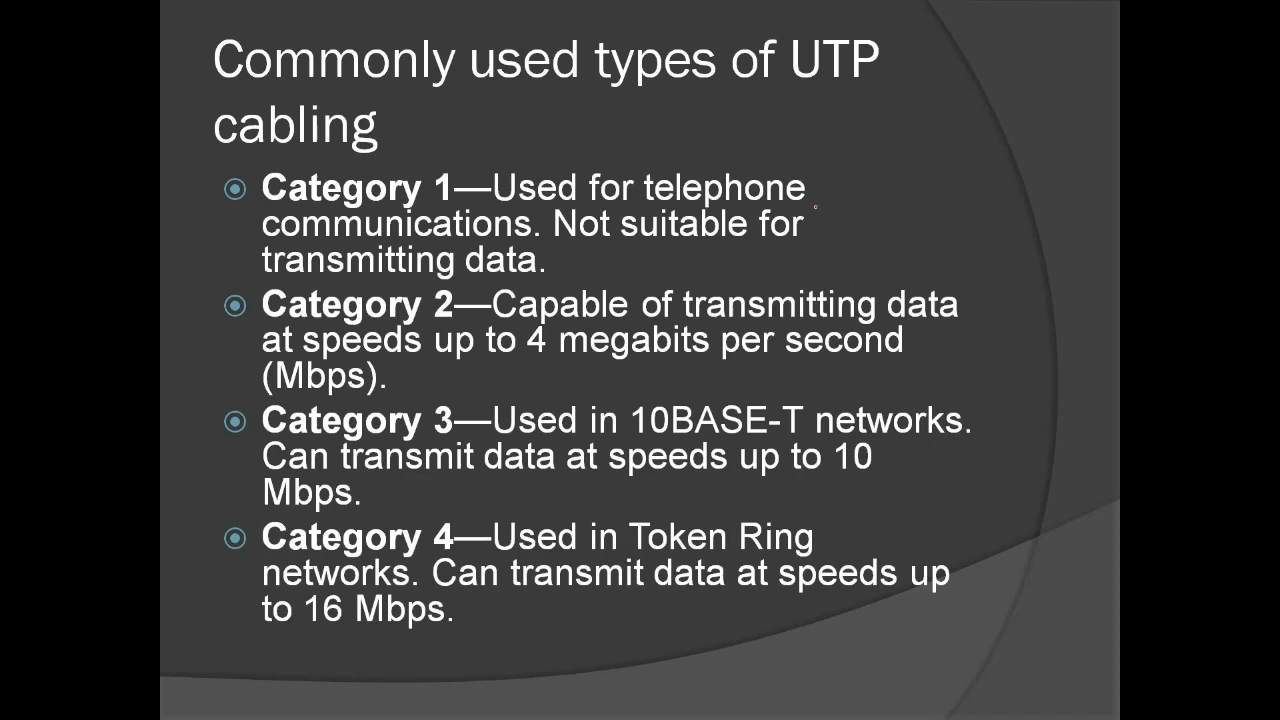 Commonly used types of UTP
cabling
Category 1—Used for telephone
communications. Not suitable for
transmitting data.
Category 2—Capable of transmitting data
at speeds up to 4 megabits per second
(Mbps).
Category 3—Used in 10BASE-T networks.
Can transmit data at speeds up to 10
Mbps.
Category 4—Used in Token Ring
networks. Can transmit data at speeds up
to 16 Mbps.